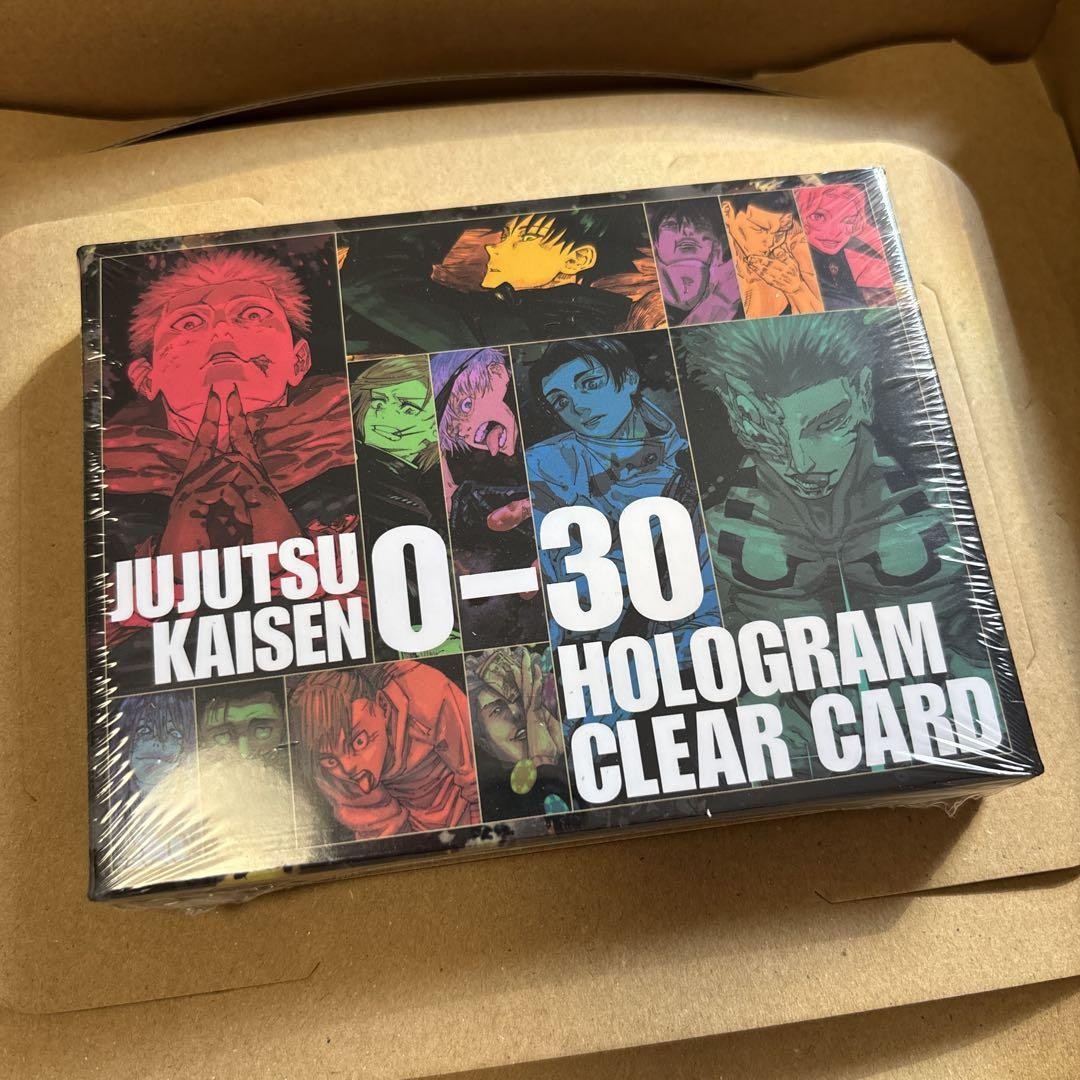 JUJUTSU
KAISEN
0–30
HOLOGRAM
CLEAR CARD